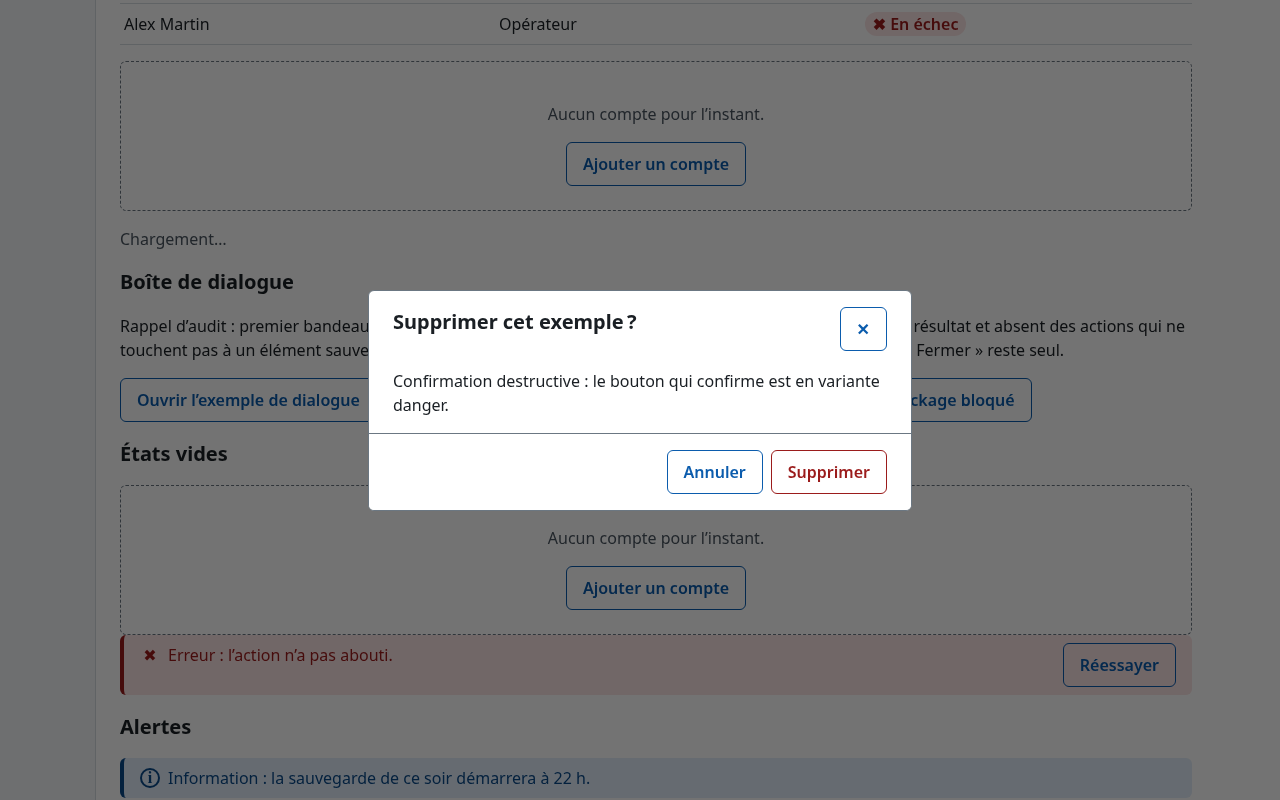 Alex Martin Opérateur ✖ En échec
Aucun compte pour l’instant.
Ajouter un compte
Chargement…
Boîte de dialogue
Rappel d’audit : premier bandeau résultat et absent des actions qui ne
touchent pas à un élément sauve Fermer » reste seul.
Ouvrir l’exemple de dialogue ckage bloqué
Supprimer cet exemple ?
×
Confirmation destructive : le bouton qui confirme est en variante
danger.
Annuler Supprimer
États vides
Aucun compte pour l’instant.
Ajouter un compte
✖ Erreur : l’action n’a pas abouti.
Réessayer
Alertes
Information : la sauvegarde de ce soir démarrera à 22 h.